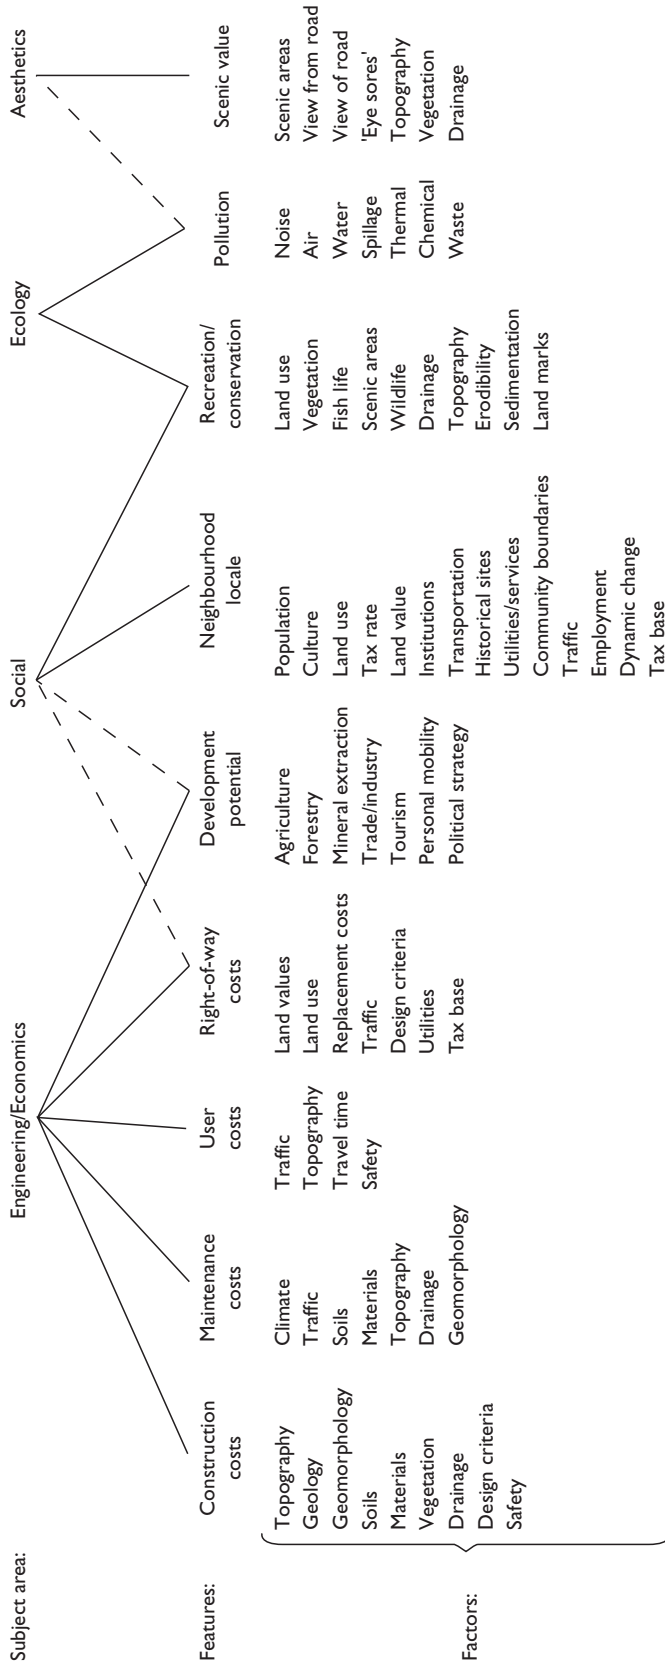 Subject area:
Engineering/Economics
Social
Ecology
Aesthetics
Features:
Construction
costs
Maintenance
costs
User
costs
Right-of-way
costs
Development
potential
Neighbourhood
locale
Recreation/
conservation
Pollution
Scenic value
Factors:
Topography
Geology
Geomorphology
Soils
Materials
Vegetation
Drainage
Design criteria
Safety
Climate
Traffic
Soils
Materials
Topography
Drainage
Geomorphology
Traffic
Topography
Travel time
Safety
Land values
Land use
Replacement costs
Traffic
Design criteria
Utilities
Tax base
Agriculture
Forestry
Mineral extraction
Trade/industry
Tourism
Personal mobility
Political strategy
Population
Culture
Land use
Tax rate
Land value
Institutions
Transportation
Historical sites
Utilities/services
Community boundaries
Traffic
Employment
Dynamic change
Tax base
Land use
Vegetation
Fish life
Scenic areas
Wildlife
Drainage
Topography
Erodibility
Sedimentation
Land marks
Noise
Air
Water
Spillage
Thermal
Chemical
Waste
Scenic areas
View from road
View of road
'Eye sores'
Topography
Vegetation
Drainage